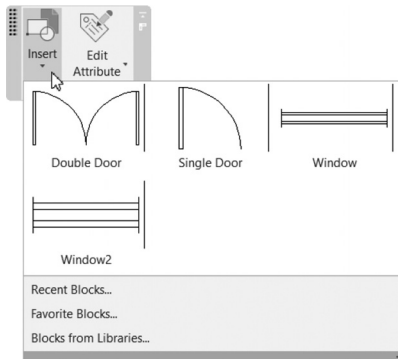 Insert
Edit
Attribute
Double Door
Single Door
Window
Window2
Recent Blocks...
Favorite Blocks...
Blocks from Libraries...